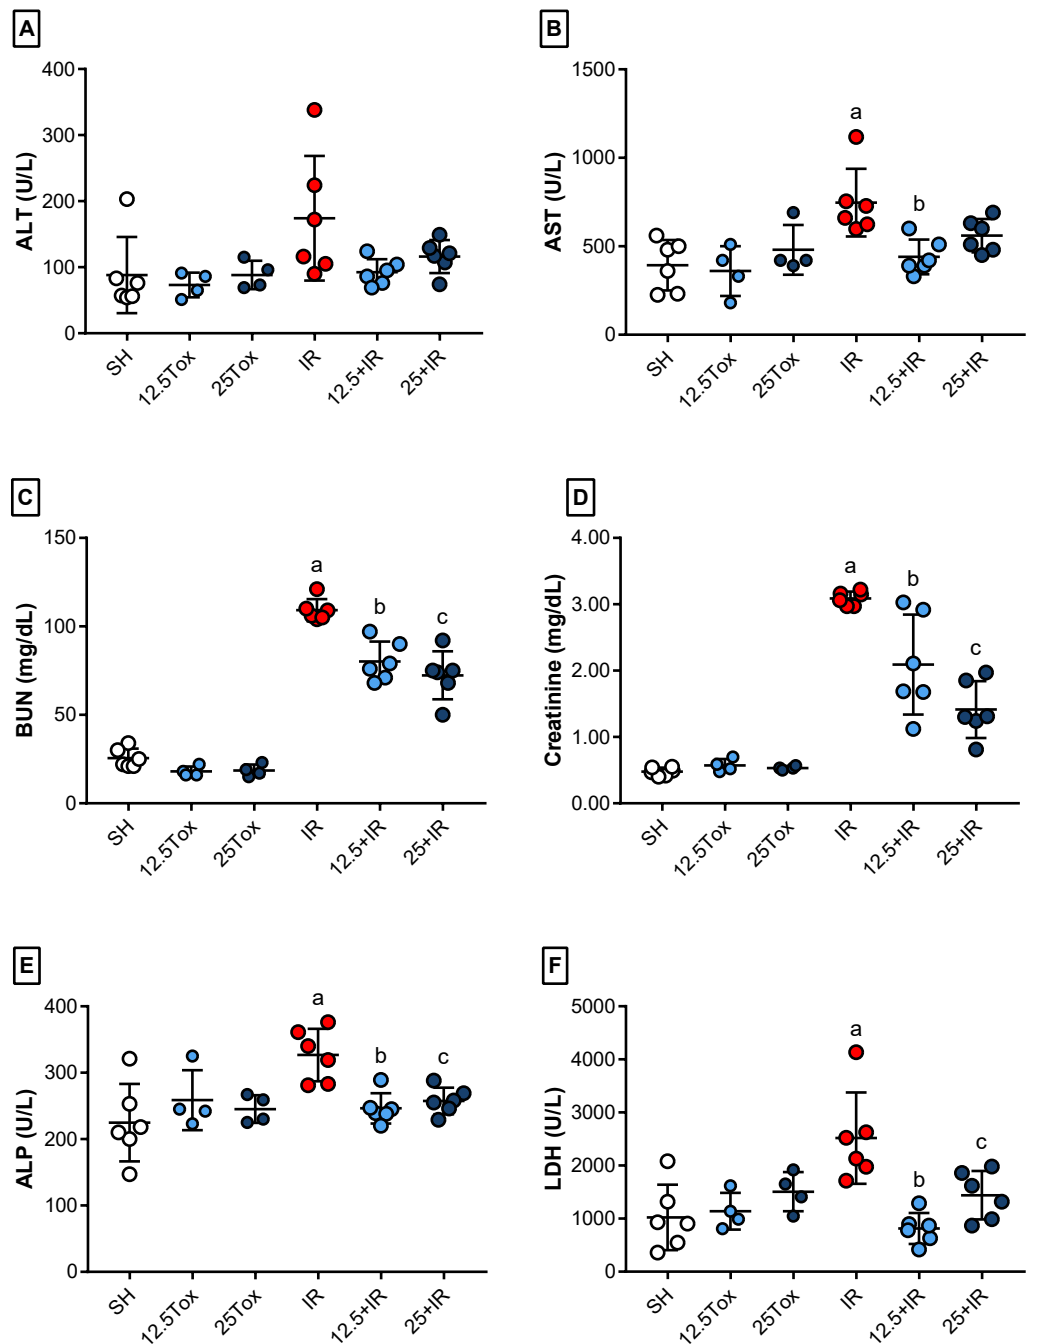 A
ALT (U/L)
400
300
200
100
0
SH
12.5Tox
25Tox
IR
12.5+IR
25+IR
B
AST (U/L)
1500
1000
500
0
a
b
SH
12.5Tox
25Tox
IR
12.5+IR
25+IR
C
BUN (mg/dL)
150
100
50
0
a
b
c
SH
12.5Tox
25Tox
IR
12.5+IR
25+IR
D
Creatinine (mg/dL)
4.00
3.00
2.00
1.00
0.00
a
b
c
SH
12.5Tox
25Tox
IR
12.5+IR
25+IR
E
ALP (U/L)
400
300
200
100
0
a
b
c
SH
12.5Tox
25Tox
IR
12.5+IR
25+IR
F
LDH (U/L)
5000
4000
3000
2000
1000
0
a
b
c
SH
12.5Tox
25Tox
IR
12.5+IR
25+IR